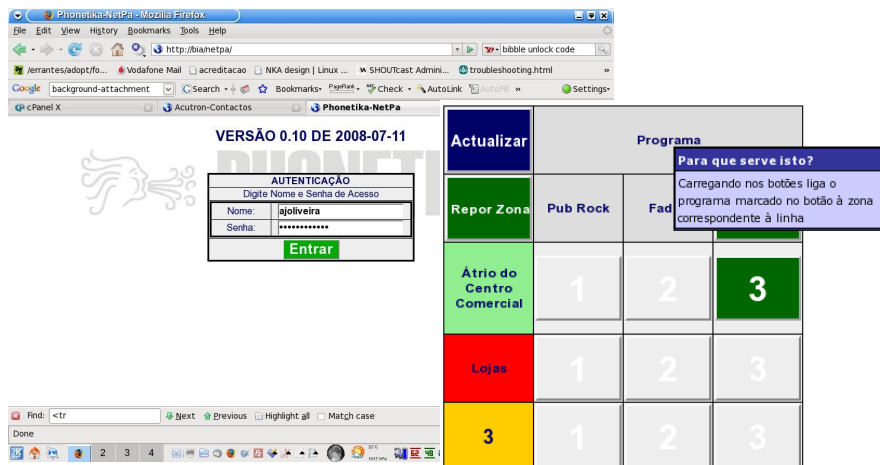 Phonetika-NetPa - Mozilla Firefox
File Edit View History Bookmarks Tools Help
http://bia/netpa/
bibble unlock code
/errantes/adopt/fo... Vodafone Mail acreditacao NKA design | Linux ... SHOUTcast Admini... troubleshooting.html »
Google background-attachment Search Bookmarks PageRank Check AutoLink AutoFill » Settings
cPanel X Acutron-Contactos Phonetika-NetPa
VERSÃO 0.10 DE 2008-07-11
PHONETI
AUTENTICAÇÃO
Digite Nome e Senha de Acesso
Nome: ajoliveira
Senha: ••••••••••••
Entrar
Find: <tr Next Previous Highlight all Match case
Done
2 3 4
Actualizar Programa
Para que serve isto?
Carregando nos botões liga o
programa marcado no botão à zona
correspondente à linha
Repor Zona Pub Rock Fad
Átrio do
Centro
Comercial
1 2 3
Lojas 1 2 3
3 1 2 3